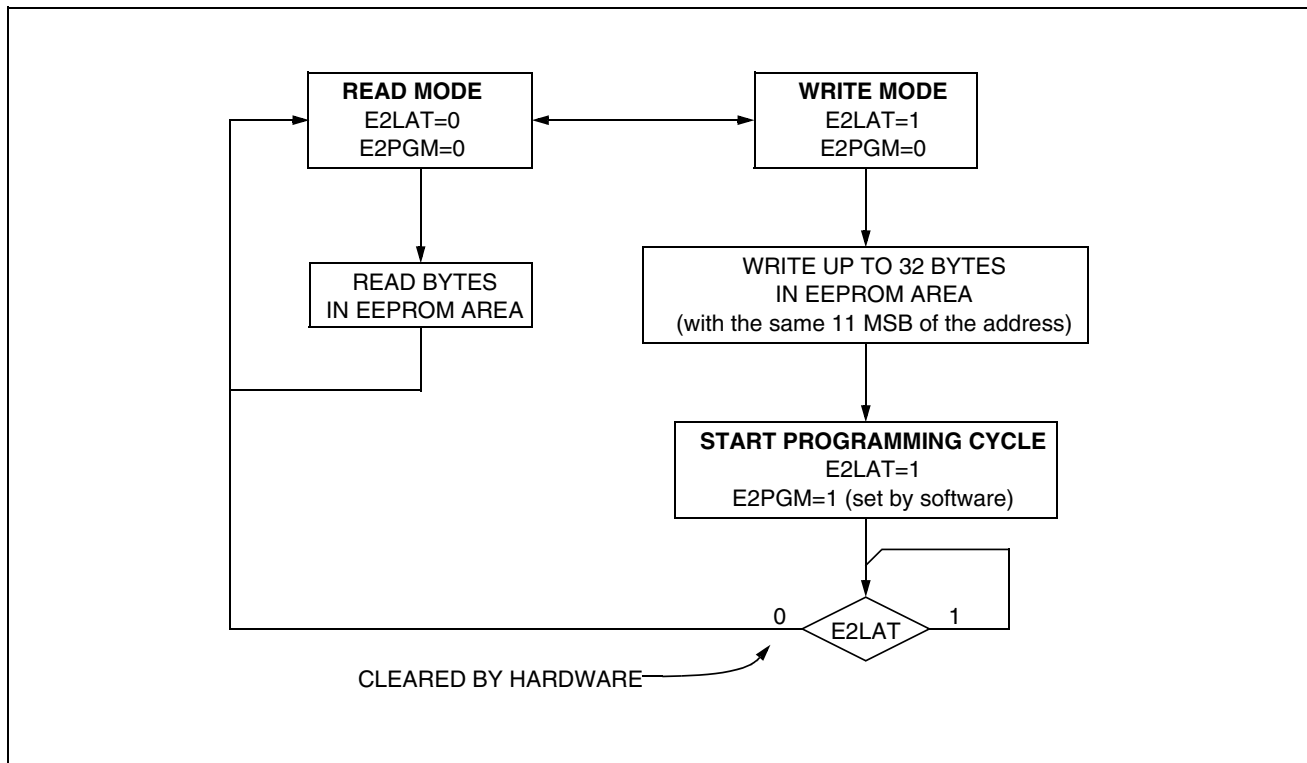 READ MODE
E2LAT=0
E2PGM=0
WRITE MODE
E2LAT=1
E2PGM=0
READ BYTES
IN EEPROM AREA
WRITE UP TO 32 BYTES
IN EEPROM AREA
(with the same 11 MSB of the address)
START PROGRAMMING CYCLE
E2LAT=1
E2PGM=1 (set by software)
0
E2LAT
1
CLEARED BY HARDWARE